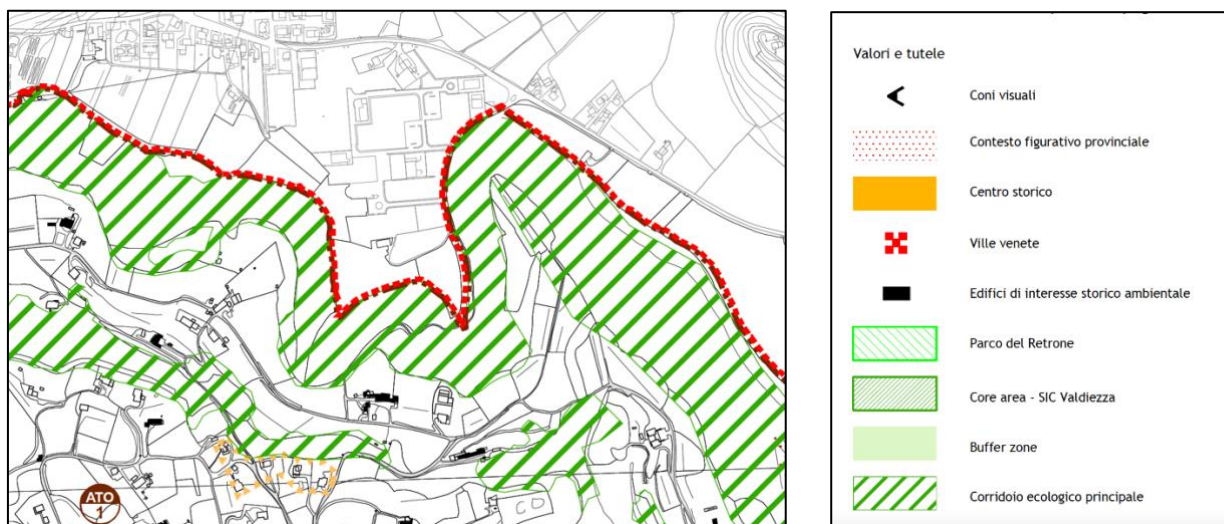 ATO
1
Valori e tutele
Coni visuali
Contesto figurativo provinciale
Centro storico
Ville venete
Edifici di interesse storico ambientale
Parco del Retrone
Core area - SIC Valdiezza
Buffer zone
Corridoio ecologico principale